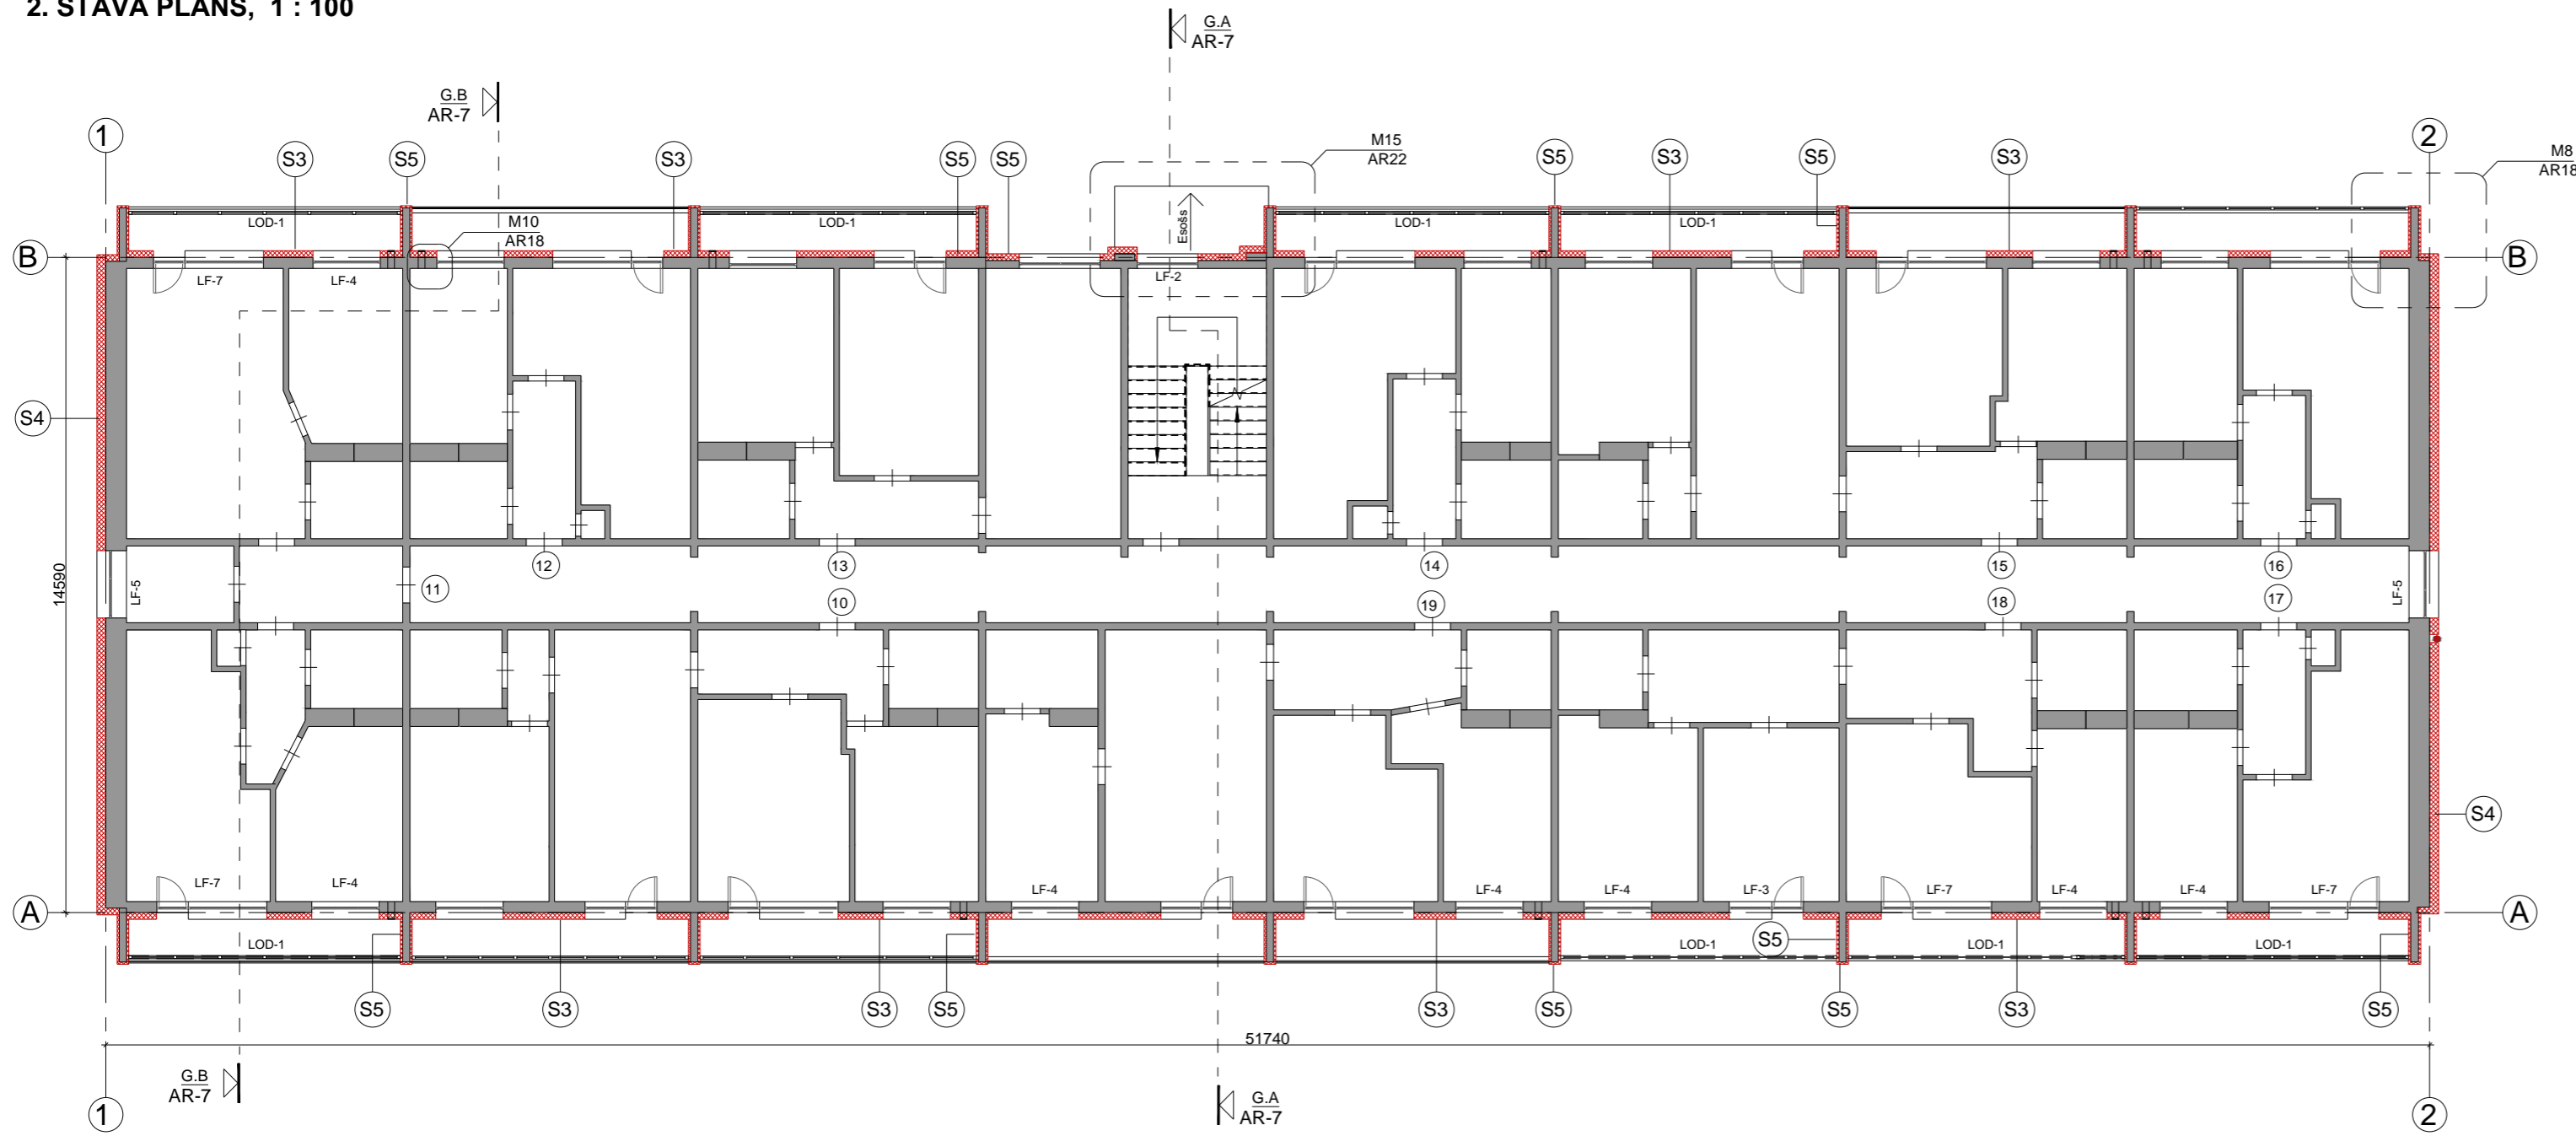 2. STĀVA PLĀNS, 1 : 100
G.A
AR-7
G.B
AR-7
1
S3
S5
S3
S5
S5
M15
AR22
S5
S3
S5
S3
2
M8
AR18
LOD-1
M10
AR18
LOD-1
Esošs
LOD-1
LOD-1
B
B
LF-7
LF-4
LF-2
S4
12
13
14
15
16
14590
LF-5
11
10
19
18
17
LF-5
S4
LF-7
LF-4
LF-4
LF-4
LF-4
LF-3
LF-7
LF-4
LF-4
LF-7
A
A
LOD-1
LOD-1
S5
LOD-1
LOD-1
S5
S3
S3
S5
S3
S5
S5
S3
S5
51740
G.B
AR-7
G.A
AR-7
1
2